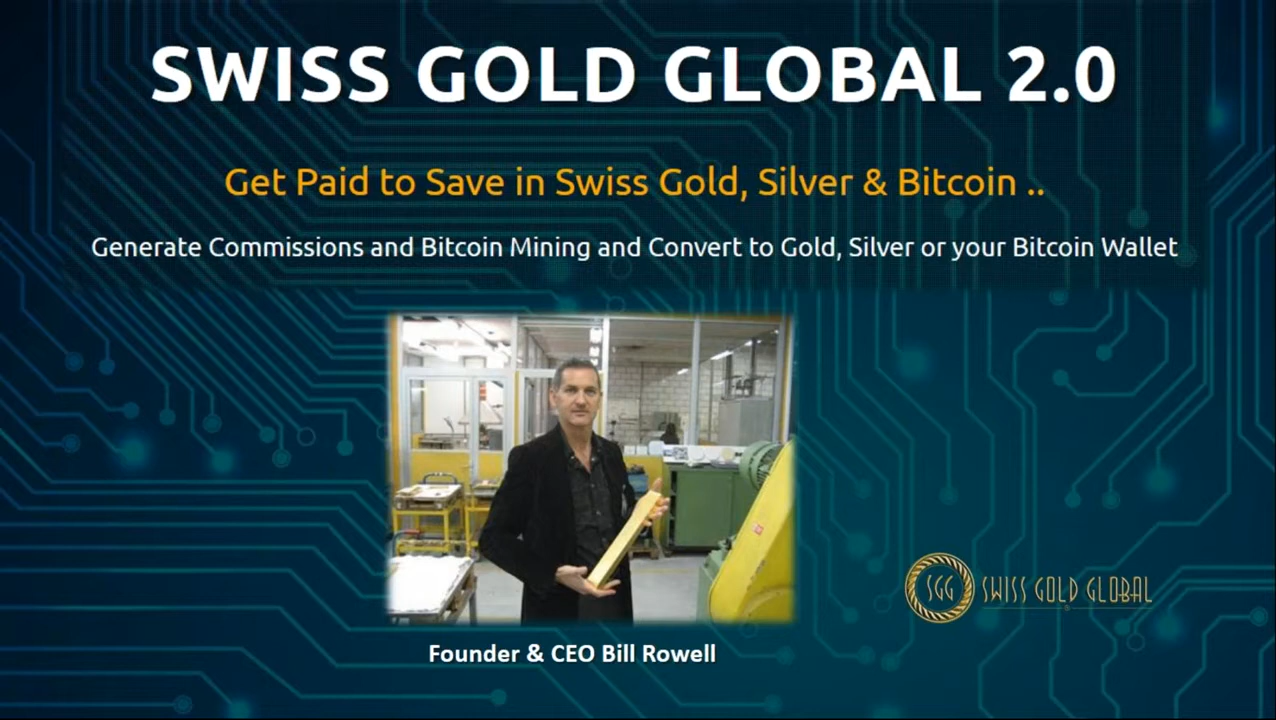 SWISS GOLD GLOBAL 2.0
Get Paid to Save in Swiss Gold, Silver & Bitcoin ..
Generate Commissions and Bitcoin Mining and Convert to Gold, Silver or your Bitcoin Wallet
SGG SWISS GOLD GLOBAL
Founder & CEO Bill Rowell